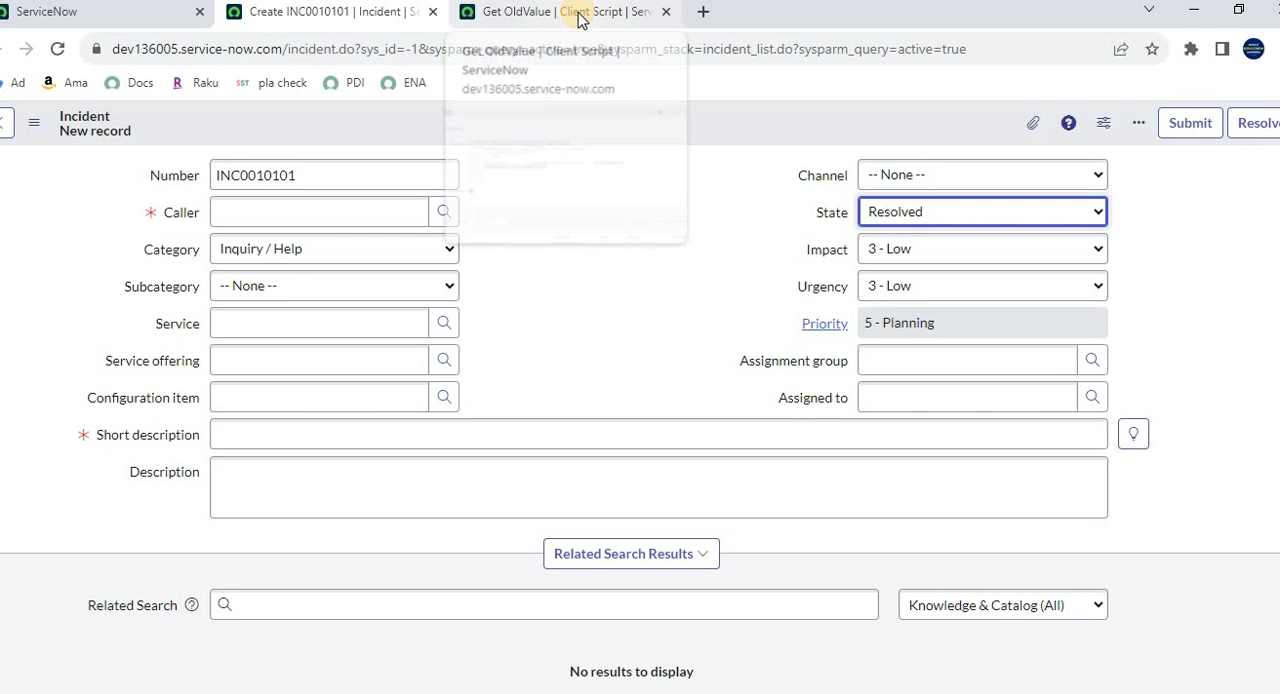 ServiceNow
Create INC0010101 | Incident | S
Get OldValue | Client Script | Serv
dev136005.service-now.com/incident.do?sys_id=-1&sysp
sysparm_stack=incident_list.do?sysparm_query=active=true
Get OldValue | Client Script |
ServiceNow
dev136005.service-now.com
Ad
Ama
Docs
R Raku
SST pla check
PDI
ENA
Incident
New record
Submit
Resolve
Number
INC0010101
Channel
-- None --
* Caller
State
Resolved
Category
Inquiry / Help
Impact
3 - Low
Subcategory
-- None --
Urgency
3 - Low
Service
Priority
5 - Planning
Service offering
Assignment group
Configuration item
Assigned to
* Short description
Description
Related Search Results
Related Search
Knowledge & Catalog (All)
No results to display